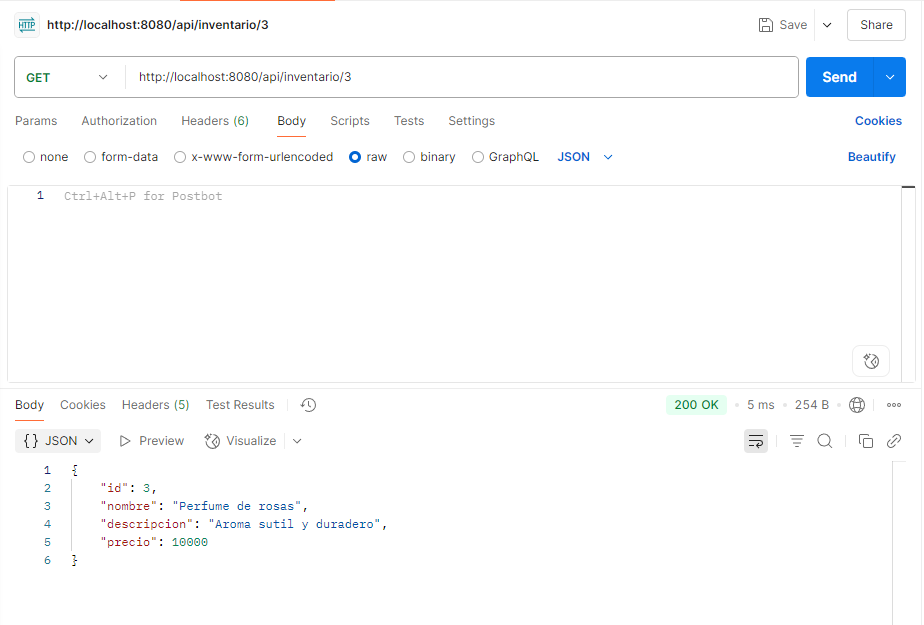 HTTP http://localhost:8080/api/inventario/3 Save Share
GET http://localhost:8080/api/inventario/3 Send
Params Authorization Headers (6) Body Scripts Tests Settings Cookies
none form-data x-www-form-urlencoded raw binary GraphQL JSON Beautify
1 Ctrl+Alt+P for Postbot
Body Cookies Headers (5) Test Results 200 OK • 5 ms • 254 B •
{} JSON Preview Visualize
1 {
2 "id": 3,
3 "nombre": "Perfume de rosas",
4 "descripcion": "Aroma sutil y duradero",
5 "precio": 10000
6 }